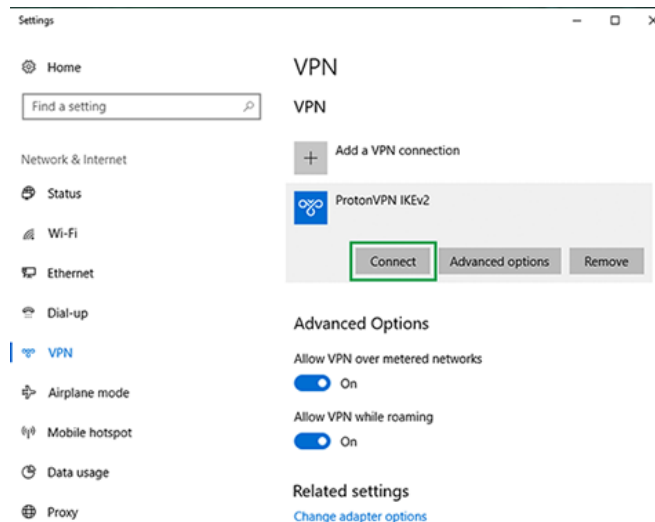 Settings
Home
Find a setting
Network & Internet
Status
Wi-Fi
Ethernet
Dial-up
VPN
Airplane mode
Mobile hotspot
Data usage
Proxy
VPN
VPN
Add a VPN connection
ProtonVPN IKEv2
Connect Advanced options Remove
Advanced Options
Allow VPN over metered networks
On
Allow VPN while roaming
On
Related settings
Change adapter options